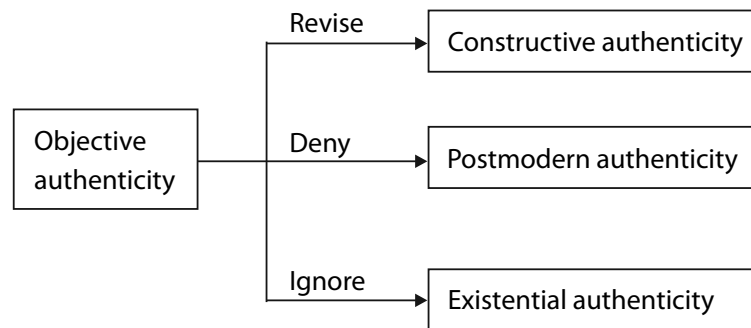 Revise
Constructive authenticity
Objective
authenticity
Deny
Postmodern authenticity
Ignore
Existential authenticity